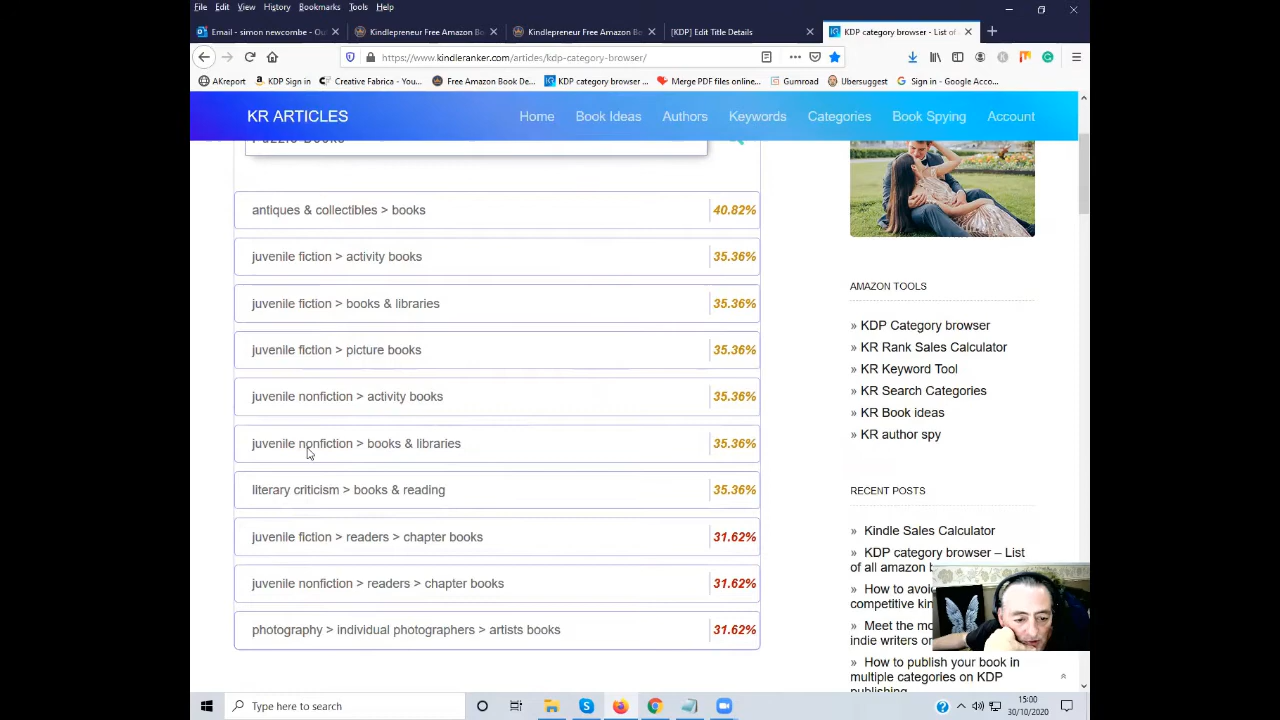 File Edit View History Bookmarks Tools Help
Email - simon newcombe - Ou
Kindlepreneur Free Amazon Bo
Kindlepreneur Free Amazon Bo
[KDP] Edit Title Details
KDP category browser - List of
https://www.kindleranker.com/articles/kdp-category-browser/
AKreport KDP Sign in Creative Fabrica - You... Free Amazon Book De... KDP category browser ... Merge PDF files online... Gumroad Ubersuggest Sign in - Google Acco...
KR ARTICLES
Home Book Ideas Authors Keywords Categories Book Spying Account
Puzzle Books
antiques & collectibles > books 40.82%
juvenile fiction > activity books 35.36%
juvenile fiction > books & libraries 35.36%
juvenile fiction > picture books 35.36%
juvenile nonfiction > activity books 35.36%
juvenile nonfiction > books & libraries 35.36%
literary criticism > books & reading 35.36%
juvenile fiction > readers > chapter books 31.62%
juvenile nonfiction > readers > chapter books 31.62%
photography > individual photographers > artists books 31.62%
AMAZON TOOLS
» KDP Category browser
» KR Rank Sales Calculator
» KR Keyword Tool
» KR Search Categories
» KR Book ideas
» KR author spy
RECENT POSTS
» Kindle Sales Calculator
» KDP category browser – List
of all amazon b
» How to avoi
competitive kin
» Meet the mo
indie writers or
» How to publish your book in
multiple categories on KDP
publishing
Type here to search
15:00
30/10/2020